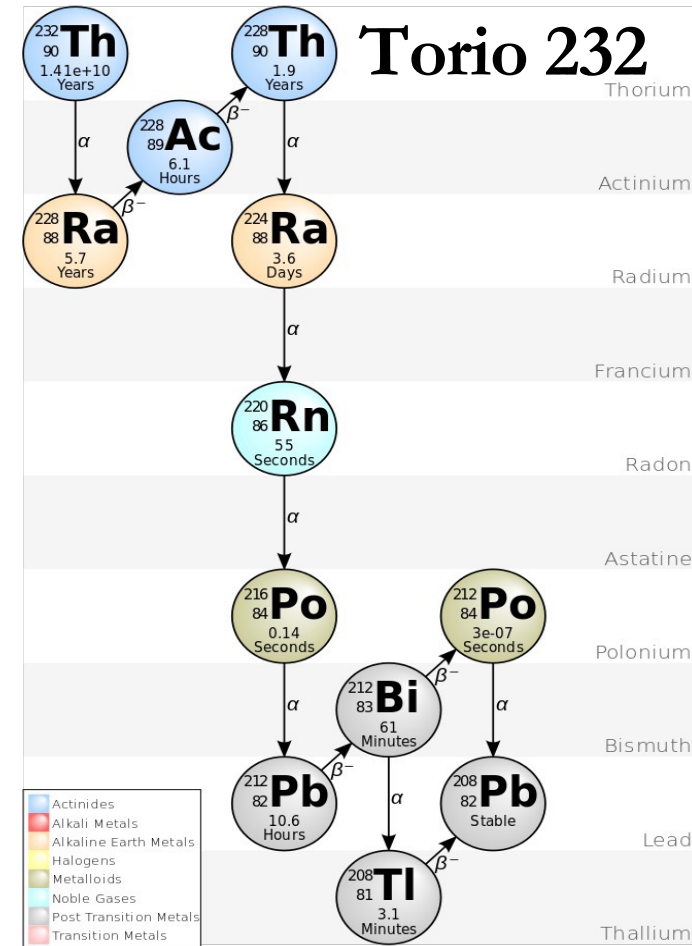 Torio 232
232
90 Th
1.41e+10
Years
228
90 Th
1.9
Years
Thorium
α
β−
228
89 Ac
6.1
Hours
β−
α
Actinium
228
88 Ra
5.7
Years
224
88 Ra
3.6
Days
Radium
α
Francium
220
86 Rn
55
Seconds
Radon
α
Astatine
216
84 Po
0.14
Seconds
212
84 Po
3e-07
Seconds
Polonium
α
β−
212
83 Bi
61
Minutes
β−
α
Bismuth
212
82 Pb
10.6
Hours
α
208
82 Pb
Stable
Lead
208
81 Tl
3.1
Minutes
β−
Thallium
Actinides
Alkali Metals
Alkaline Earth Metals
Halogens
Metalloids
Noble Gases
Post Transition Metals
Transition Metals